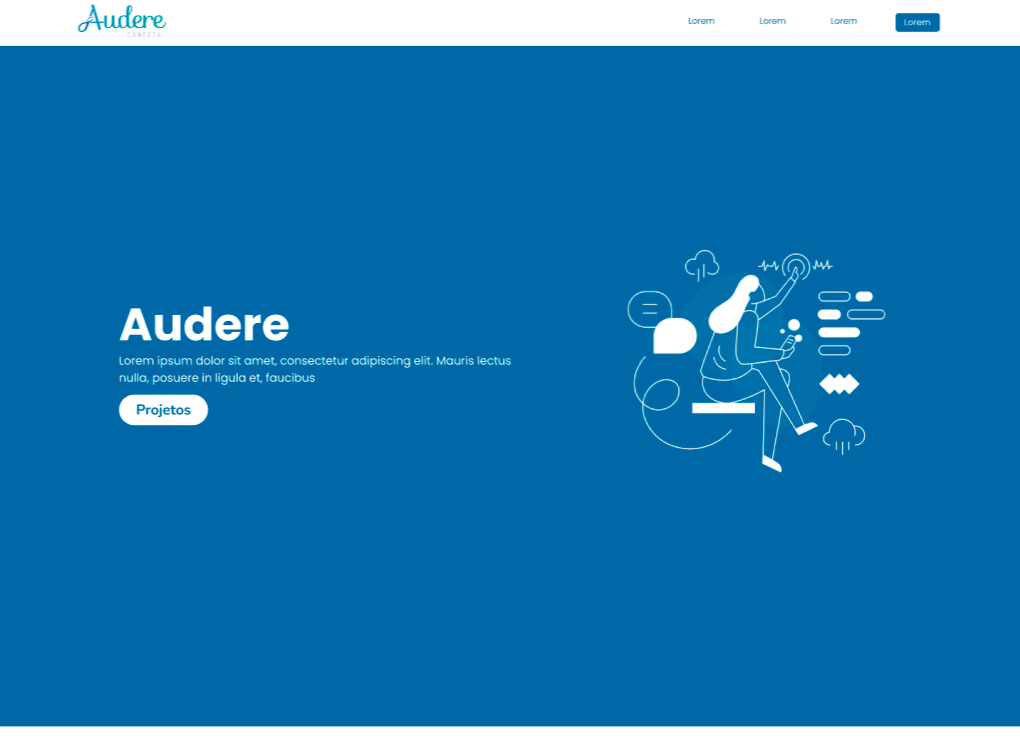 Audere
CONECTA
Lorem
Lorem
Lorem
Lorem
Audere
Lorem ipsum dolor sit amet, consectetur adipiscing elit. Mauris lectus
nulla, posuere in ligula et, faucibus
Projetos